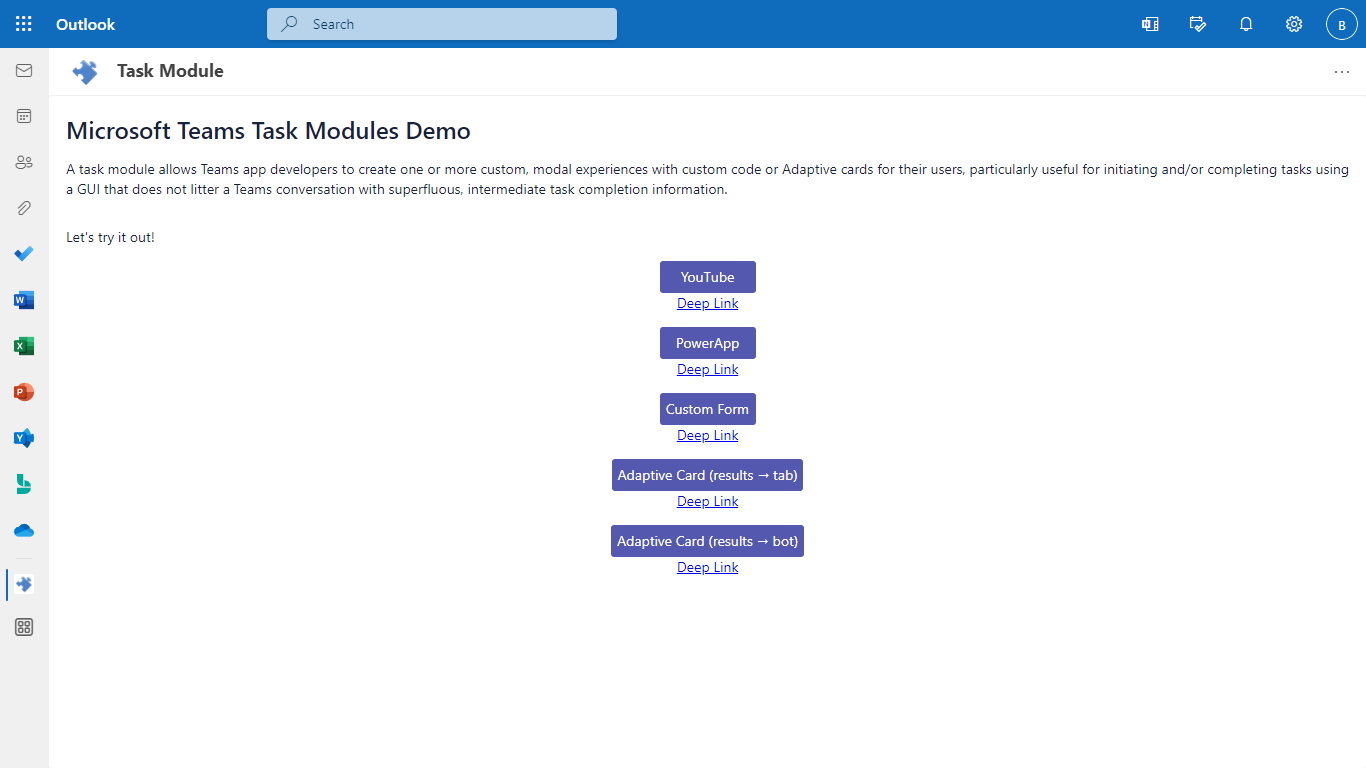 Outlook
Search
B
Task Module
Microsoft Teams Task Modules Demo
A task module allows Teams app developers to create one or more custom, modal experiences with custom code or Adaptive cards for their users, particularly useful for initiating and/or completing tasks using
a GUI that does not litter a Teams conversation with superfluous, intermediate task completion information.
Let's try it out!
YouTube
Deep Link
PowerApp
Deep Link
Custom Form
Deep Link
Adaptive Card (results → tab)
Deep Link
Adaptive Card (results → bot)
Deep Link